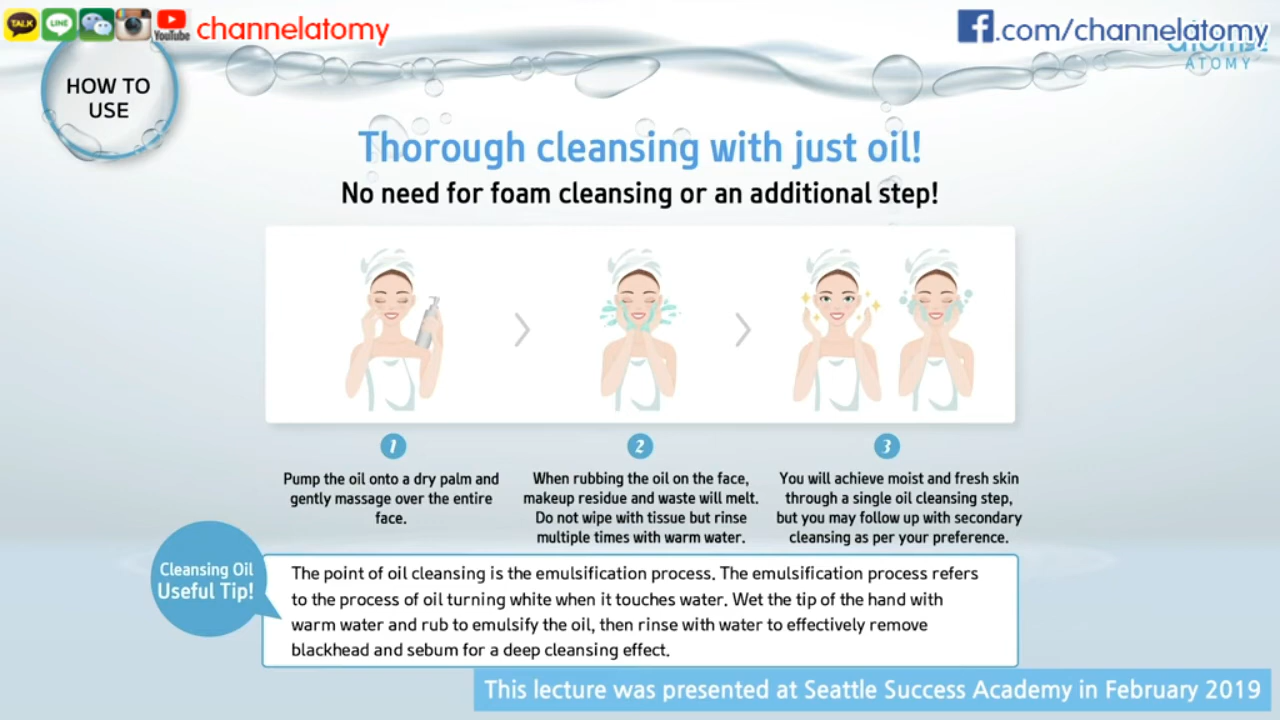 TALK
LINE
YouTube
channelatomy
.com/channelatomy
ATOMY
HOW TO
USE
Thorough cleansing with just oil!
No need for foam cleansing or an additional step!
1
Pump the oil onto a dry palm and
gently massage over the entire
face.
2
When rubbing the oil on the face,
makeup residue and waste will melt.
Do not wipe with tissue but rinse
multiple times with warm water.
3
You will achieve moist and fresh skin
through a single oil cleansing step,
but you may follow up with secondary
cleansing as per your preference.
Cleansing Oil
Useful Tip!
The point of oil cleansing is the emulsification process. The emulsification process refers
to the process of oil turning white when it touches water. Wet the tip of the hand with
warm water and rub to emulsify the oil, then rinse with water to effectively remove
blackhead and sebum for a deep cleansing effect.
This lecture was presented at Seattle Success Academy in February 2019